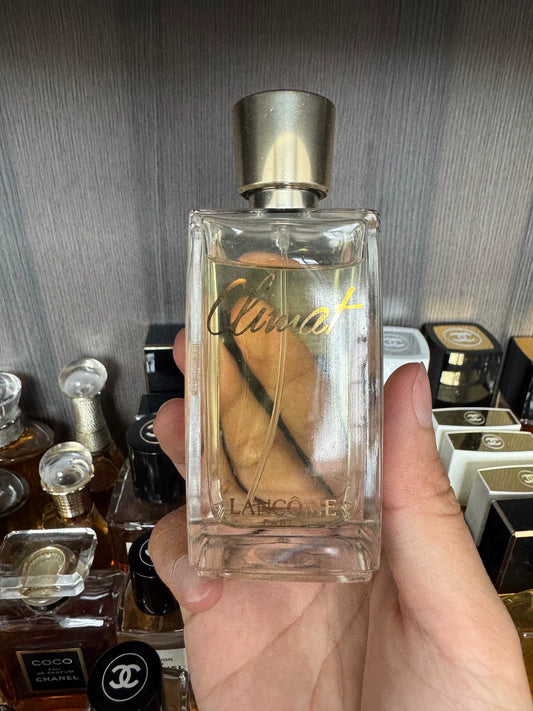 Climat
LANCÔME
COCO
EAU
DE PARFUM
CHANEL